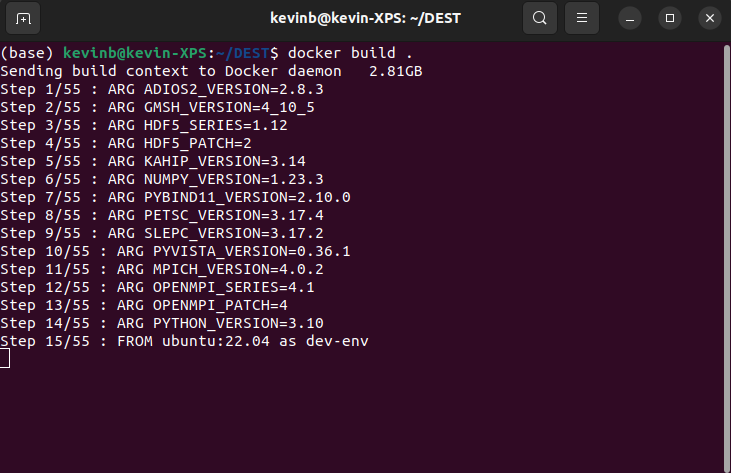 kevinb@kevin-XPS: ~/DEST
(base) kevinb@kevin-XPS:~/DEST$ docker build .
Sending build context to Docker daemon   2.81GB
Step 1/55 : ARG ADIOS2_VERSION=2.8.3
Step 2/55 : ARG GMSH_VERSION=4_10_5
Step 3/55 : ARG HDF5_SERIES=1.12
Step 4/55 : ARG HDF5_PATCH=2
Step 5/55 : ARG KAHIP_VERSION=3.14
Step 6/55 : ARG NUMPY_VERSION=1.23.3
Step 7/55 : ARG PYBIND11_VERSION=2.10.0
Step 8/55 : ARG PETSC_VERSION=3.17.4
Step 9/55 : ARG SLEPC_VERSION=3.17.2
Step 10/55 : ARG PYVISTA_VERSION=0.36.1
Step 11/55 : ARG MPICH_VERSION=4.0.2
Step 12/55 : ARG OPENMPI_SERIES=4.1
Step 13/55 : ARG OPENMPI_PATCH=4
Step 14/55 : ARG PYTHON_VERSION=3.10
Step 15/55 : FROM ubuntu:22.04 as dev-env